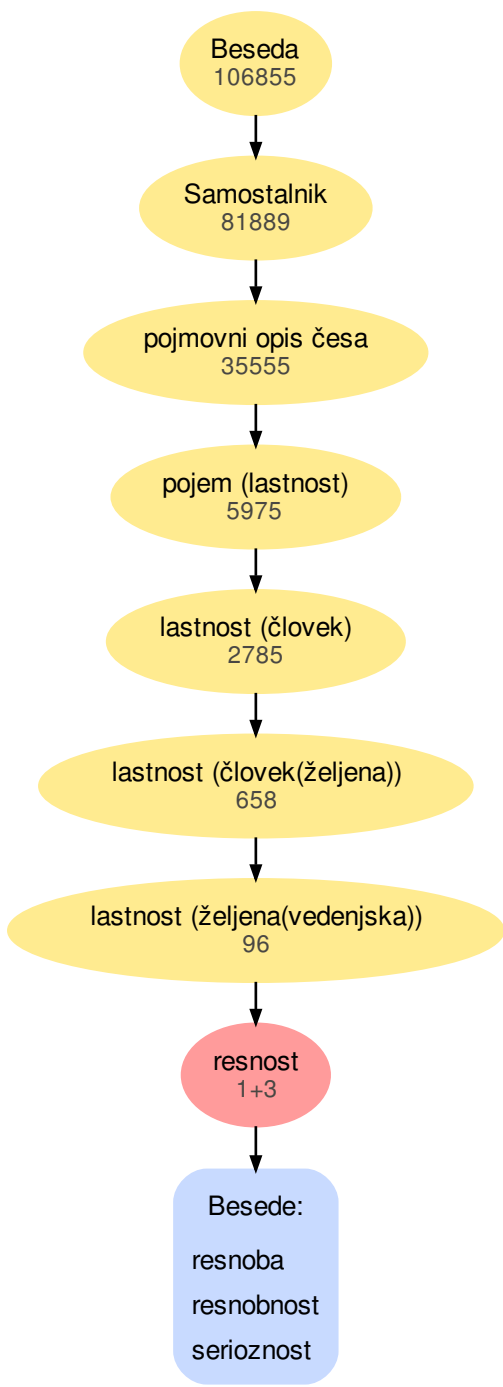 Beseda
106855
Samostalnik
81889
pojmovni opis česa
35555
pojem (lastnost)
5975
lastnost (človek)
2785
lastnost (človek(željena))
658
lastnost (željena(vedenjska))
96
resnost
1+3
Besede:
resnoba
resnobnost
serioznost